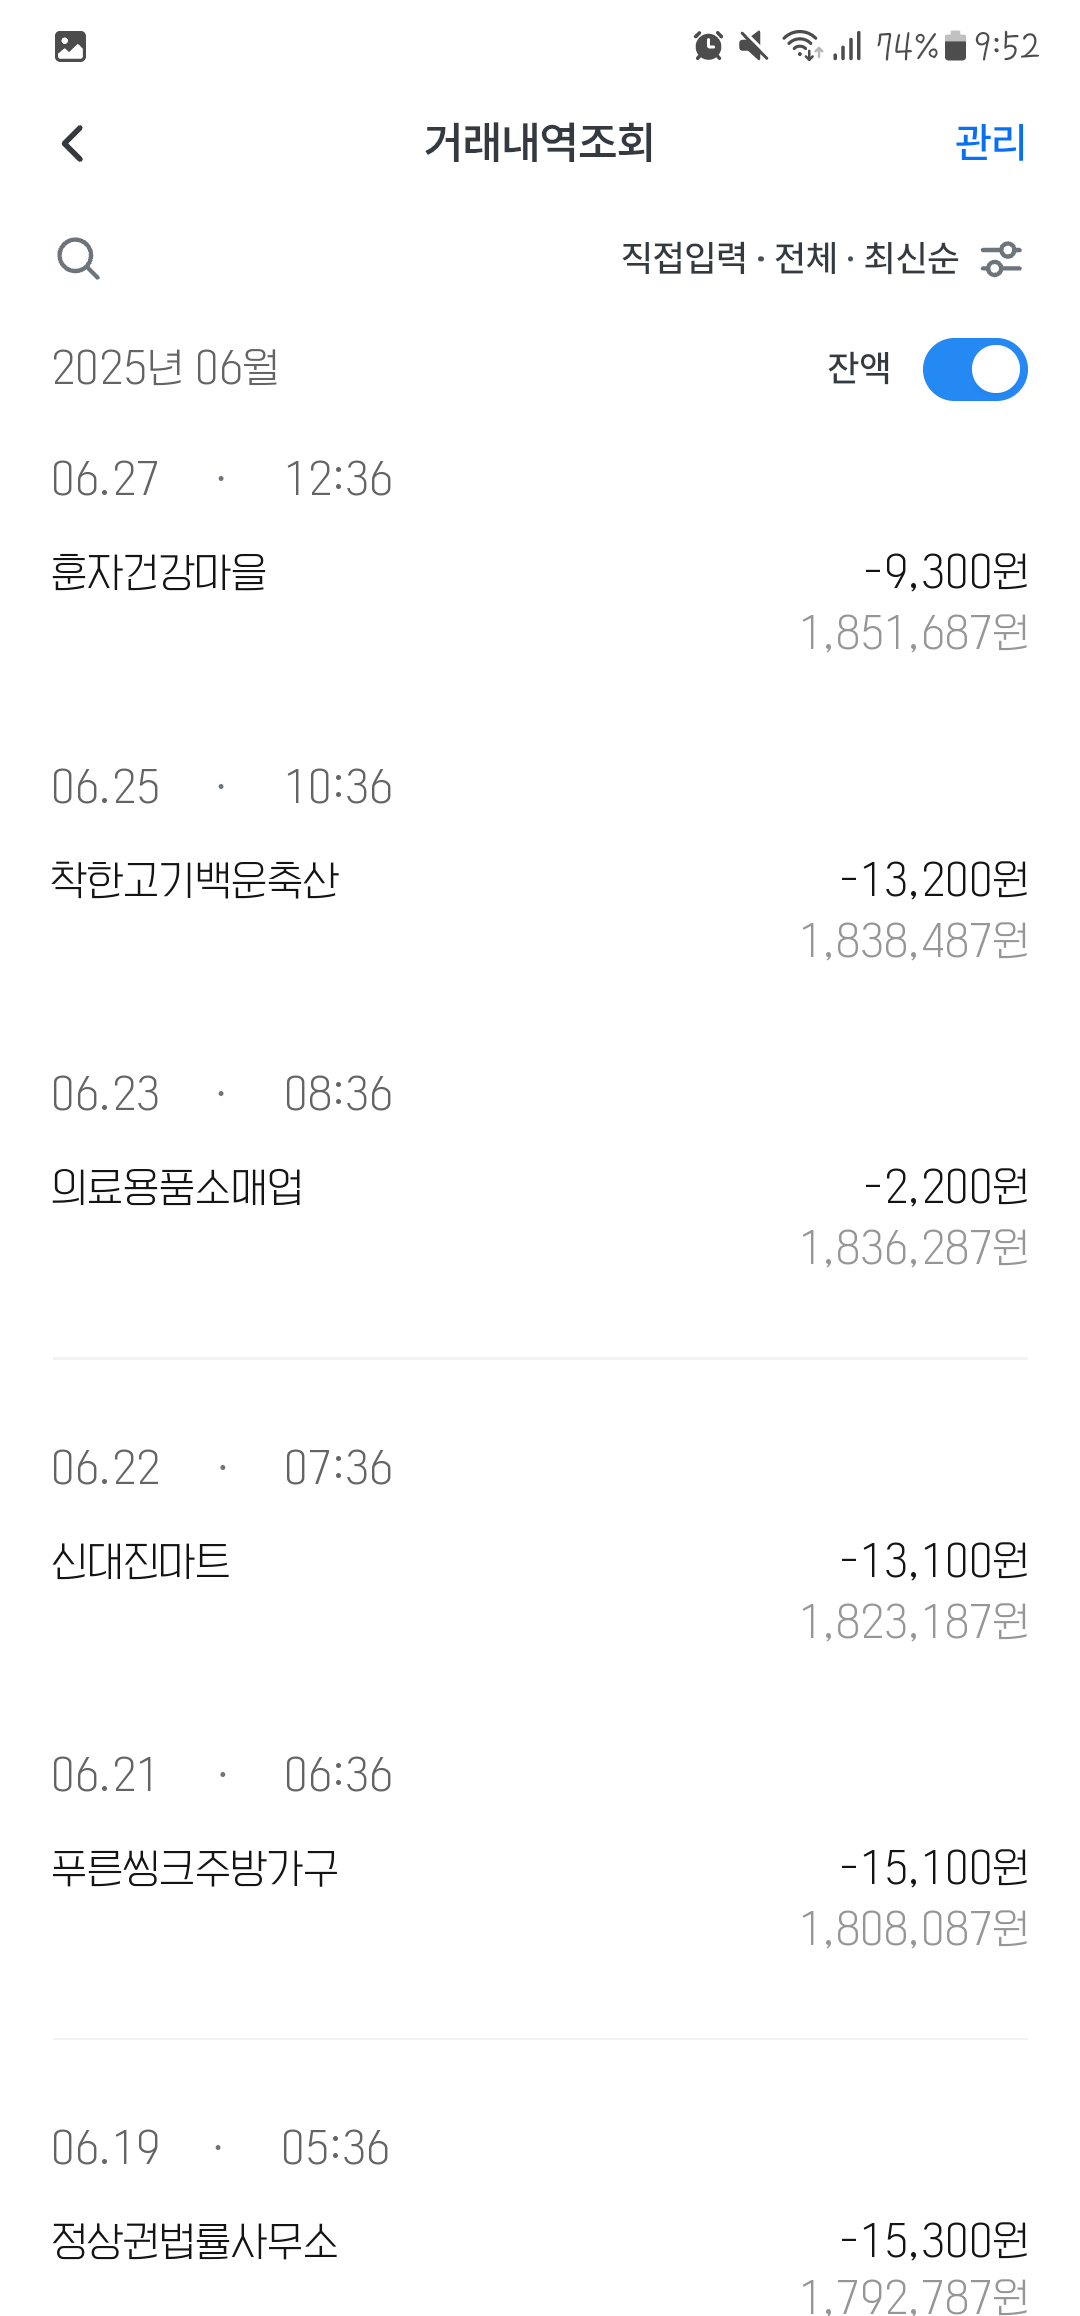 74% 9:52
거래내역조회 관리
직접입력 · 전체 · 최신순
2025년 06월 잔액
06.27 · 12:36
훈자건강마을 -9,300원
1,851,687원
06.25 · 10:36
착한고기백운축산 -13,200원
1,838,487원
06.23 · 08:36
의료용품소매업 -2,200원
1,836,287원
06.22 · 07:36
신대진마트 -13,100원
1,823,187원
06.21 · 06:36
푸른씽크주방가구 -15,100원
1,808,087원
06.19 · 05:36
정상권법률사무소 -15,300원
1,792,787원